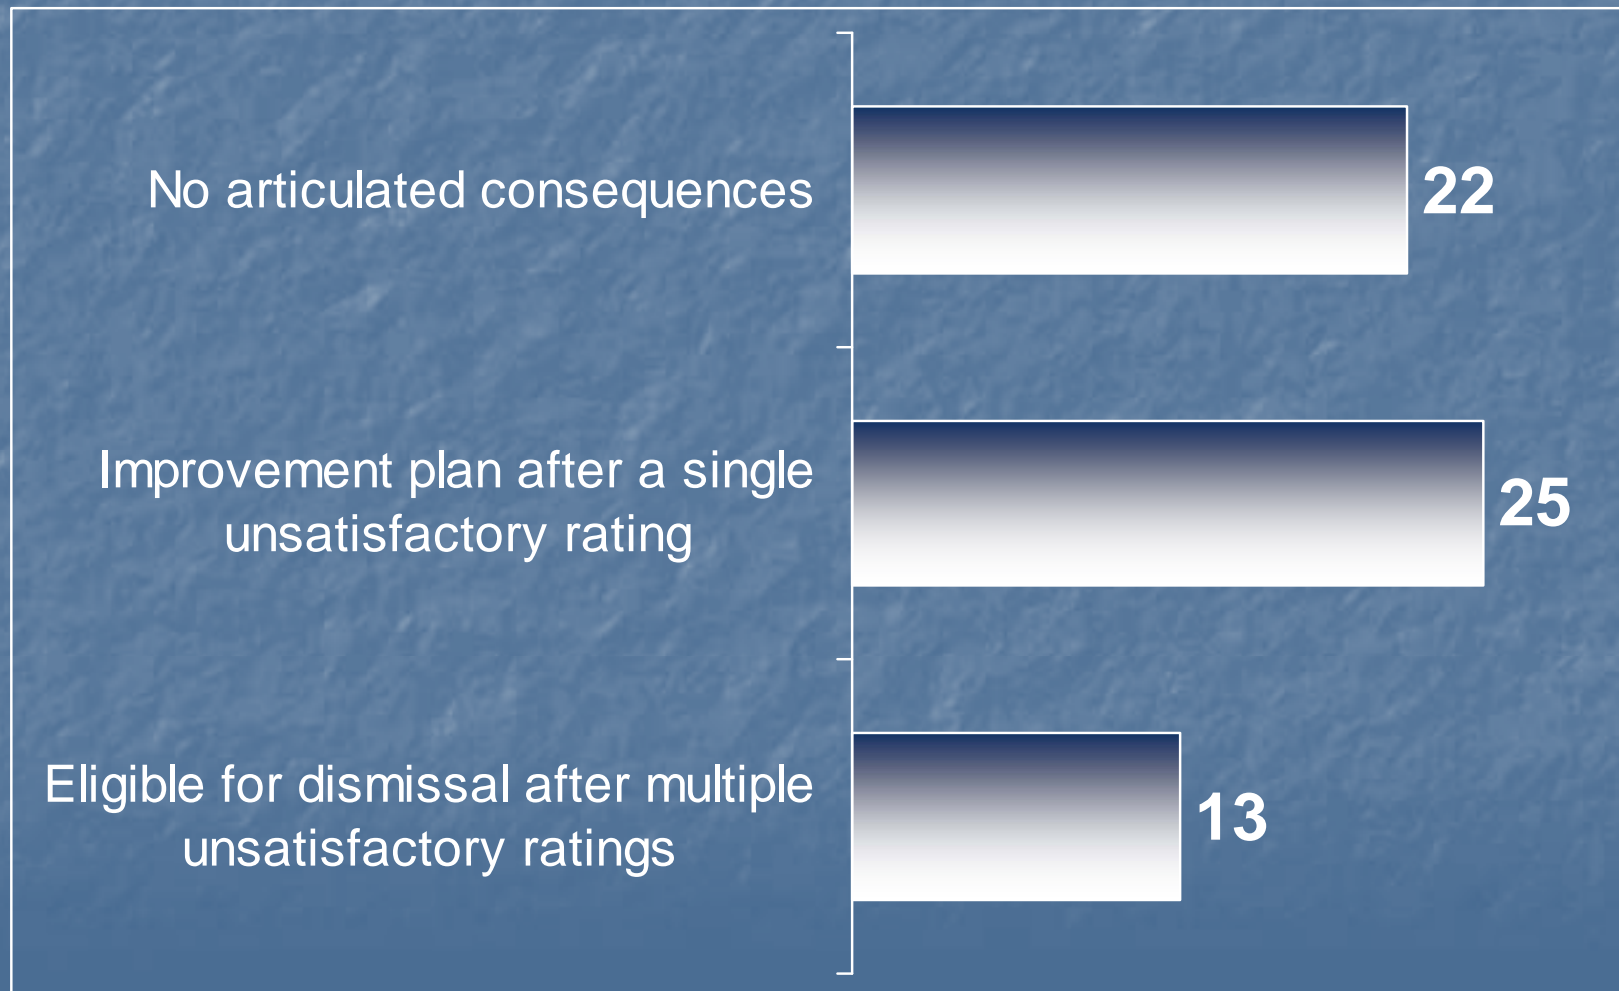 No articulated consequences
22
Improvement plan after a single
unsatisfactory rating
25
Eligible for dismissal after multiple
unsatisfactory ratings
13